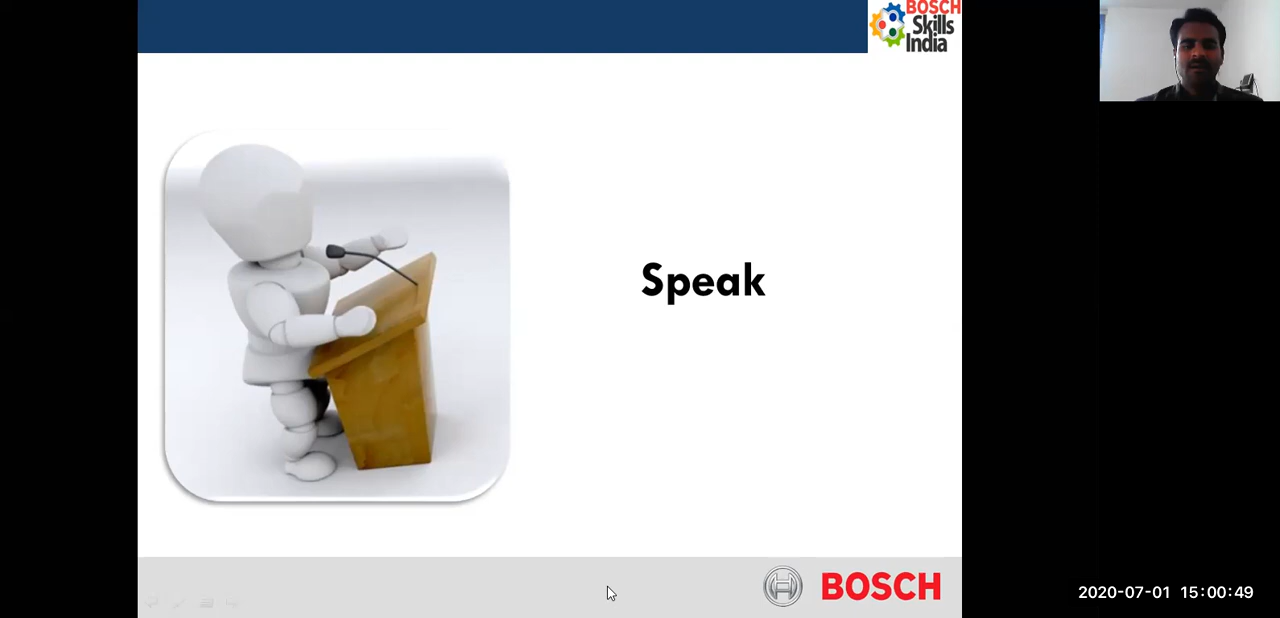 BOSCH
Skills
India
Speak
BOSCH
2020-07-01 15:00:49